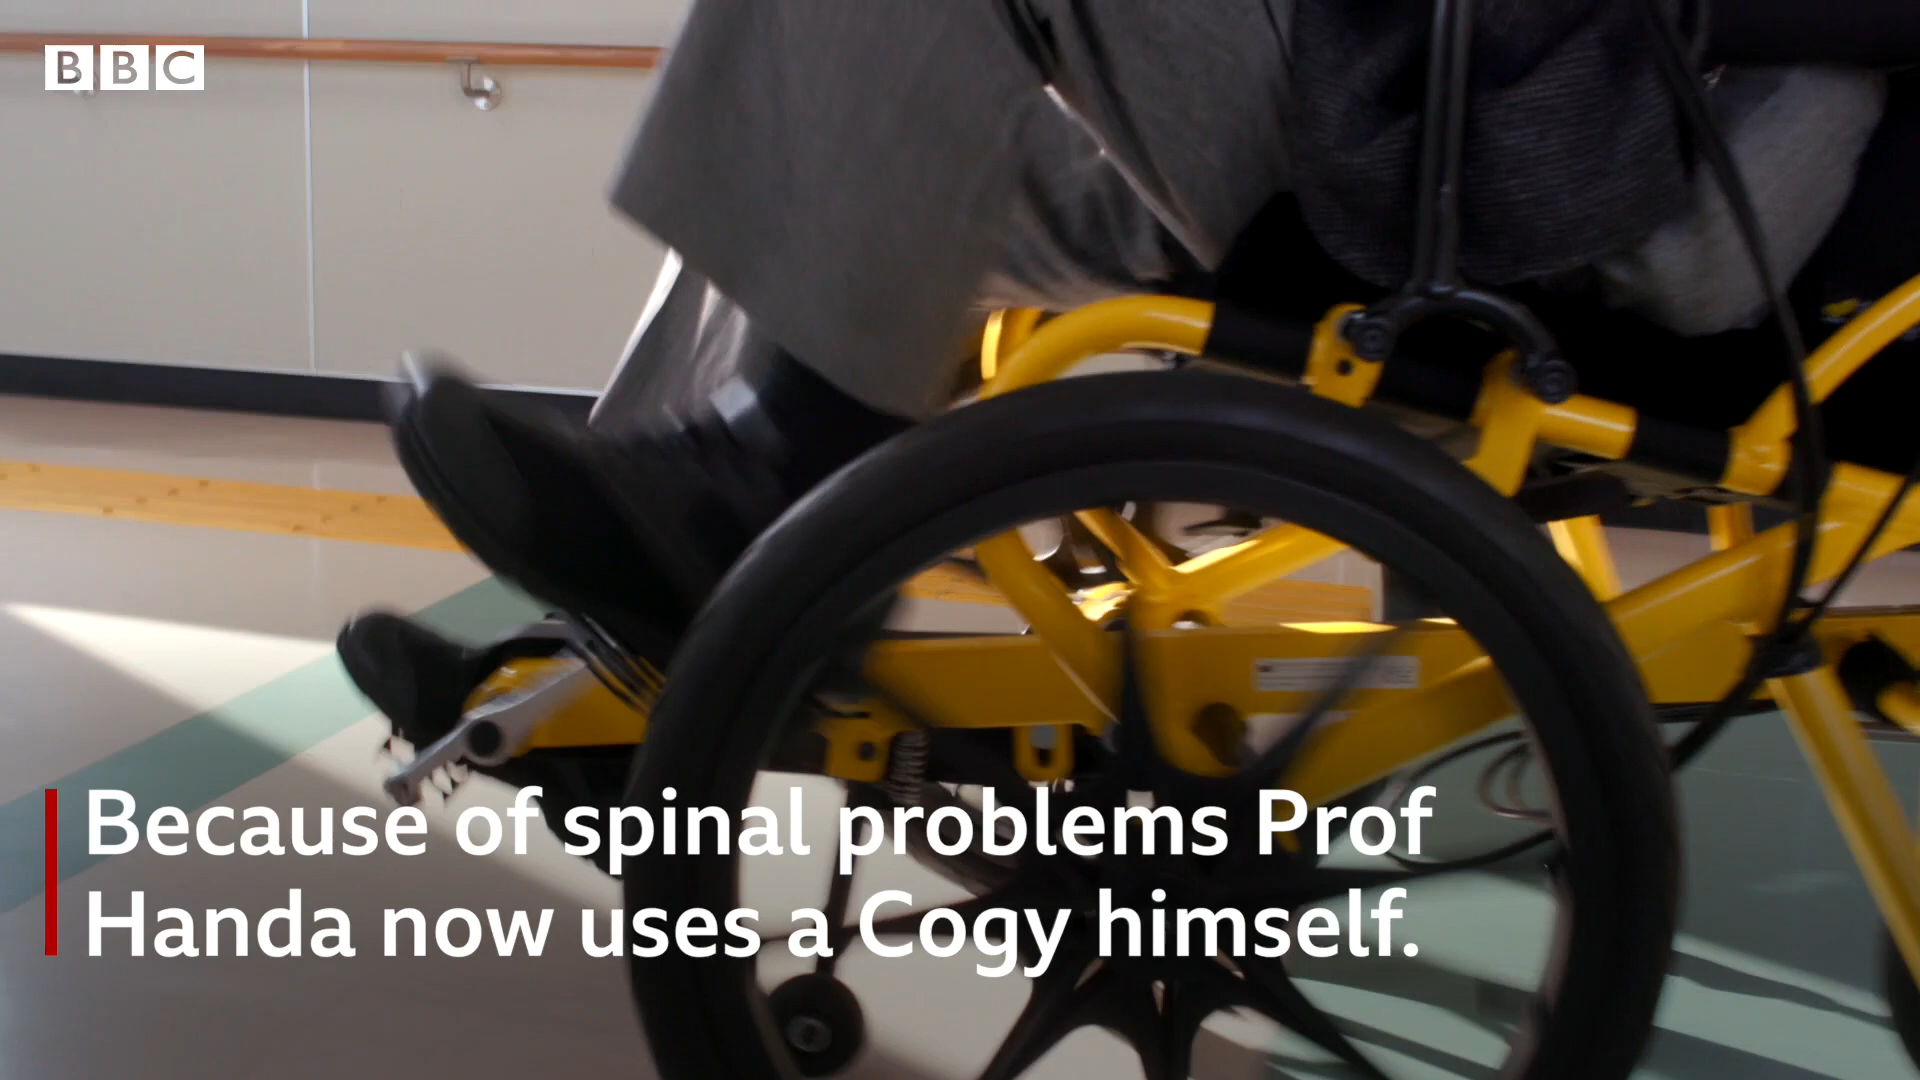 BBC
Because of spinal problems Prof
Handa now uses a Cogy himself.